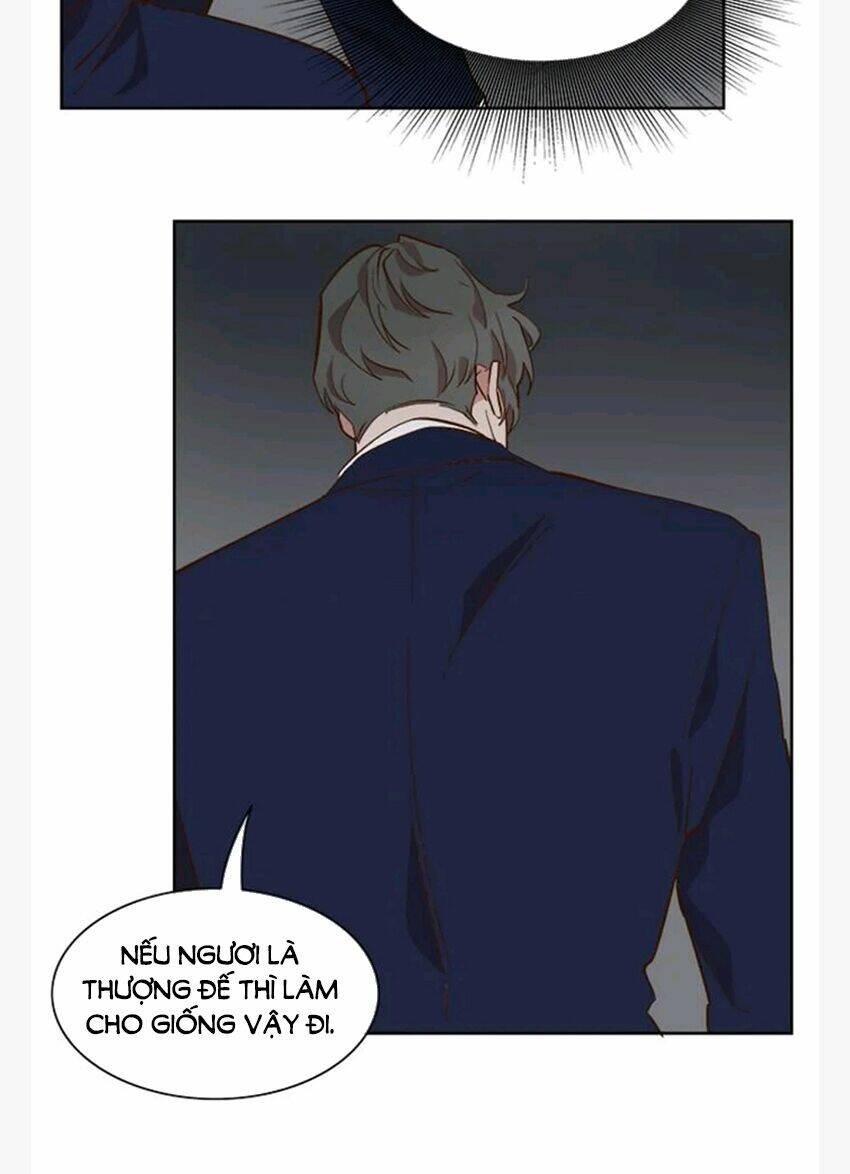 NẾU NGƯƠI LÀ
THƯỢNG ĐẾ THÌ LÀM
CHO GIỐNG VẬY ĐI.